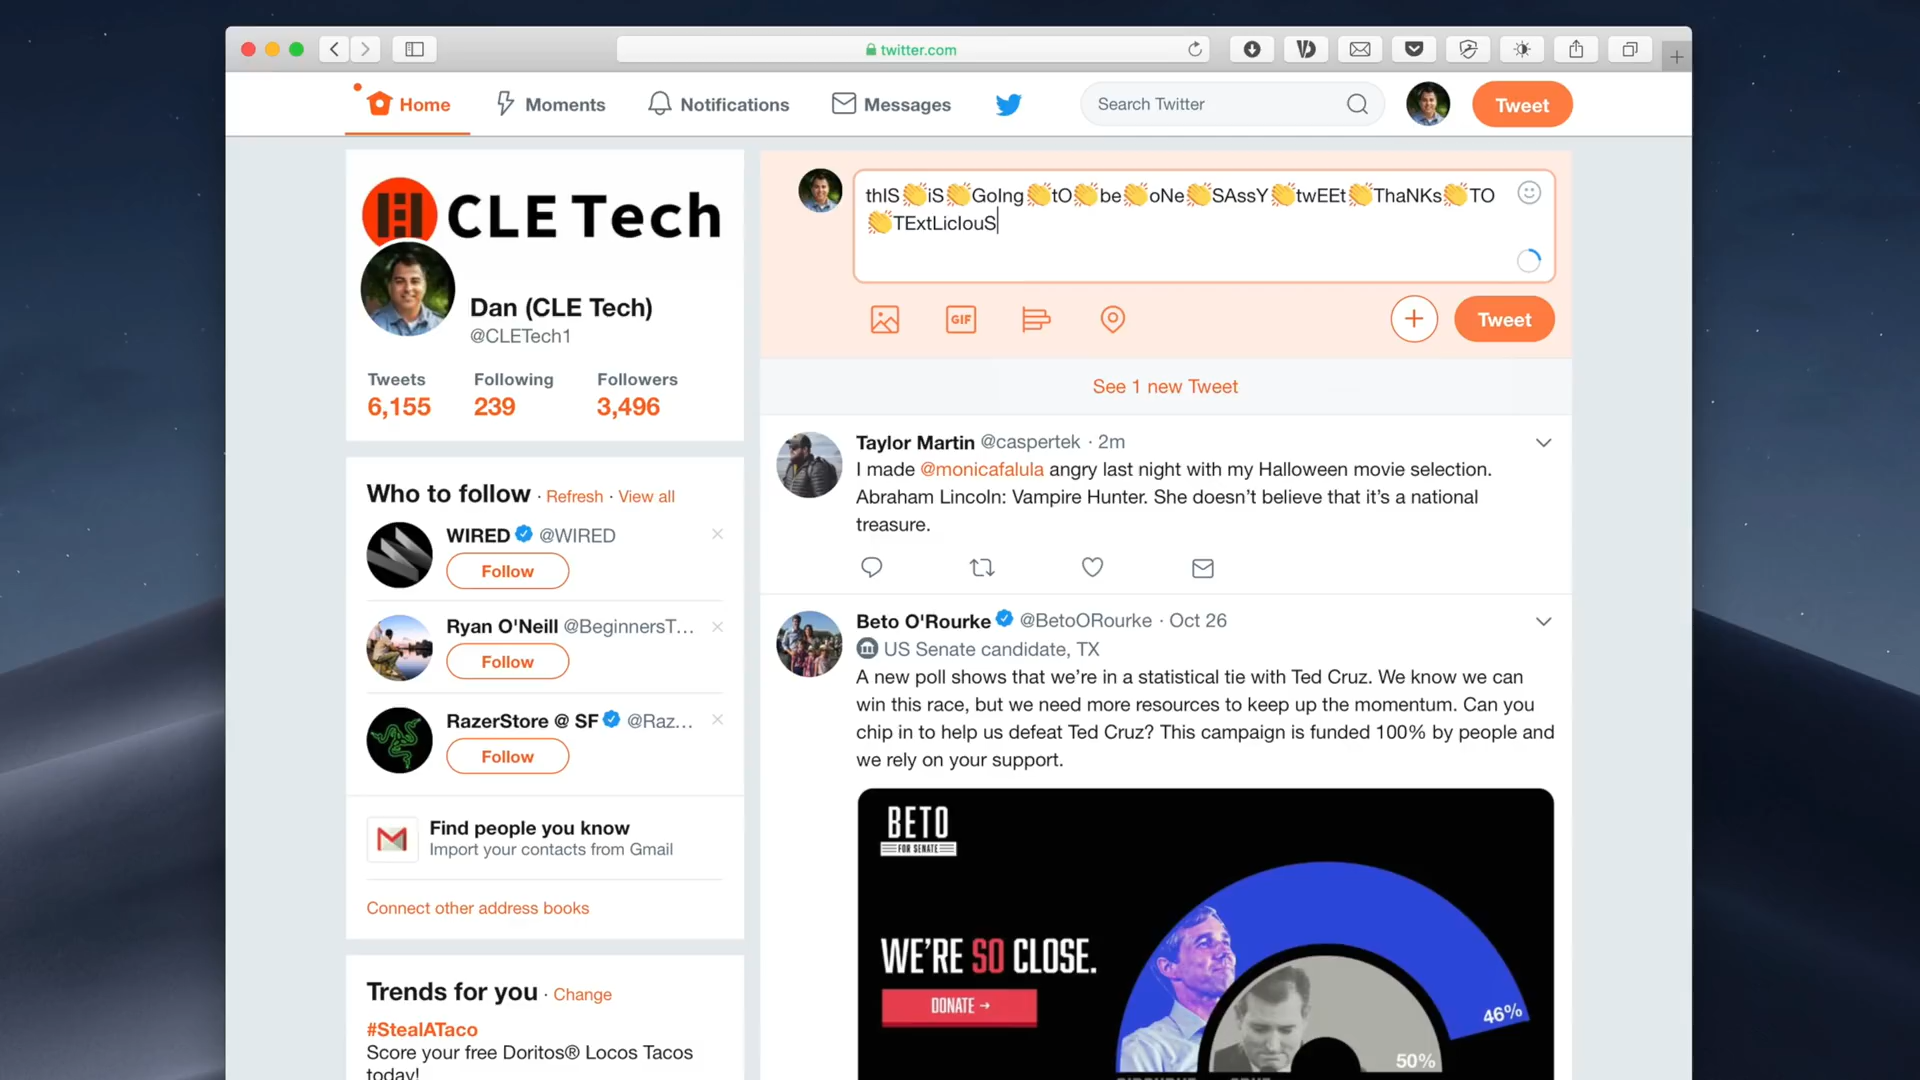 twitter.com
Home
Moments
Notifications
Messages
Search Twitter
Tweet
CLE Tech
Dan (CLE Tech)
@CLETech1
Tweets Following Followers
6,155 239 3,496
Who to follow · Refresh · View all
WIRED @WIRED
Follow
Ryan O'Neill @BeginnersT...
Follow
RazerStore @ SF @Raz...
Follow
Find people you know
Import your contacts from Gmail
Connect other address books
Trends for you · Change
#StealATaco
Score your free Doritos® Locos Tacos
today!
thIS👏iS👏GoIng👏tO👏be👏oNe👏SAssY👏twEEt👏ThaNKs👏TO
👏TExtLicIouS
GIF
Tweet
See 1 new Tweet
Taylor Martin @caspertek · 2m
I made @monicafalula angry last night with my Halloween movie selection.
Abraham Lincoln: Vampire Hunter. She doesn’t believe that it’s a national
treasure.
Beto O'Rourke @BetoORourke · Oct 26
US Senate candidate, TX
A new poll shows that we’re in a statistical tie with Ted Cruz. We know we can
win this race, but we need more resources to keep up the momentum. Can you
chip in to help us defeat Ted Cruz? This campaign is funded 100% by people and
we rely on your support.
BETO
FOR SENATE
WE’RE SO CLOSE.
DONATE →
46%
50%